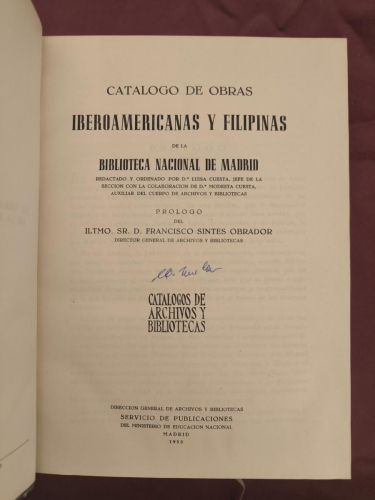 CATALOGO DE OBRAS
IBEROAMERICANAS Y FILIPINAS
DE LA
BIBLIOTECA NACIONAL DE MADRID
REDACTADO Y ORDENADO POR D.ª LUISA CUESTA, JEFE DE LA
SECCION CON LA COLABORACION DE D.ª MODESTA CUESTA,
AUXILIAR DEL CUERPO DE ARCHIVOS Y BIBLIOTECAS
PROLOGO
DEL
ILTMO. SR. D. FRANCISCO SINTES OBRADOR
DIRECTOR GENERAL DE ARCHIVOS Y BIBLIOTECAS
CATALOGOS DE
ARCHIVOS Y
BIBLIOTECAS
DIRECCION GENERAL DE ARCHIVOS Y BIBLIOTECAS
SERVICIO DE PUBLICACIONES
DEL MINISTERIO DE EDUCACION NACIONAL
MADRID
1953